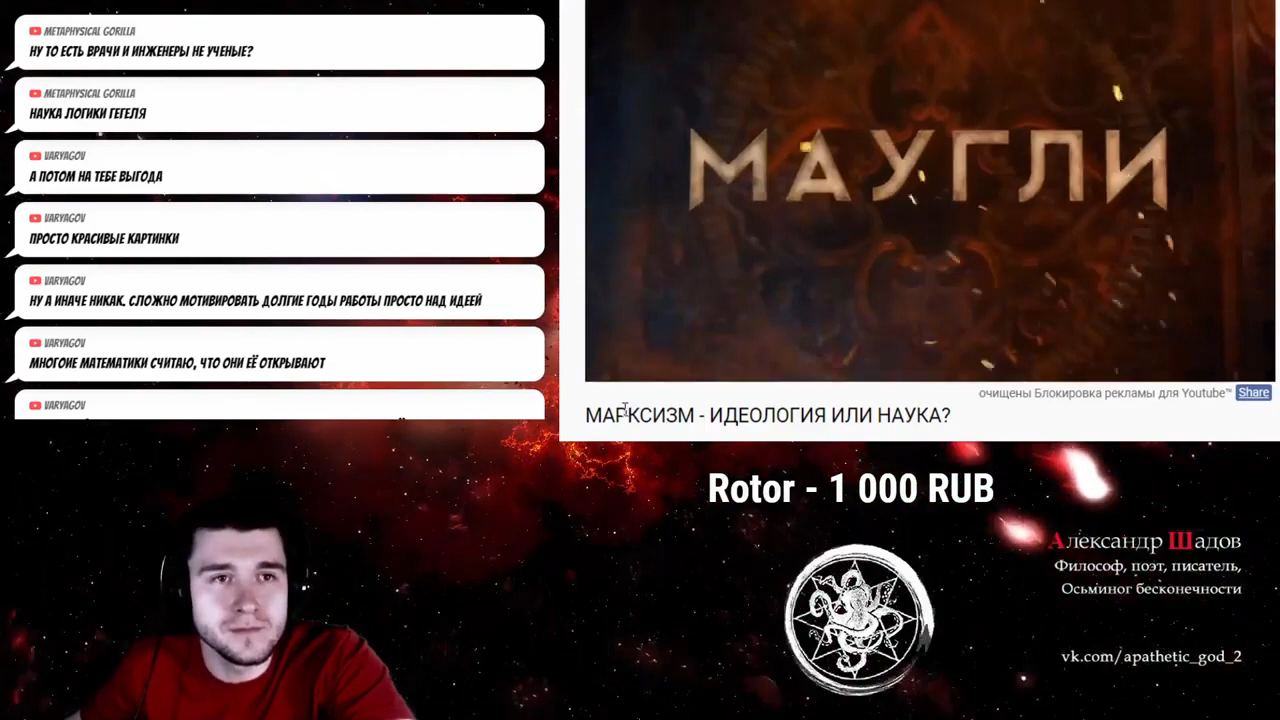 METAPHYSICAL GORILLA
НУ ТО ЕСТЬ ВРАЧИ И ИНЖЕНЕРЫ НЕ УЧЕНЫЕ?
METAPHYSICAL GORILLA
НАУКА ЛОГИКИ ГЕГЕЛЯ
VARYAGOV
А ПОТОМ НА ТЕБЕ ВЫГОДА
VARYAGOV
ПРОСТО КРАСИВЫЕ КАРТИНКИ
VARYAGOV
НУ А ИНАЧЕ НИКАК. СЛОЖНО МОТИВИРОВАТЬ ДОЛГИЕ ГОДЫ РАБОТЫ ПРОСТО НАД ИДЕЕЙ
VARYAGOV
МНОГОИЕ МАТЕМАТИКИ СЧИТАЮ, ЧТО ОНИ ЕЁ ОТКРЫВАЮТ
VARYAGOV
МАУГЛИ
очищены Блокировка рекламы для Youtube™ Share
МАРКСИЗМ - ИДЕОЛОГИЯ ИЛИ НАУКА?
Rotor - 1 000 RUB
Александр Шадов
Философ, поэт, писатель,
Осьминог бесконечности
vk.com/apathetic_god_2